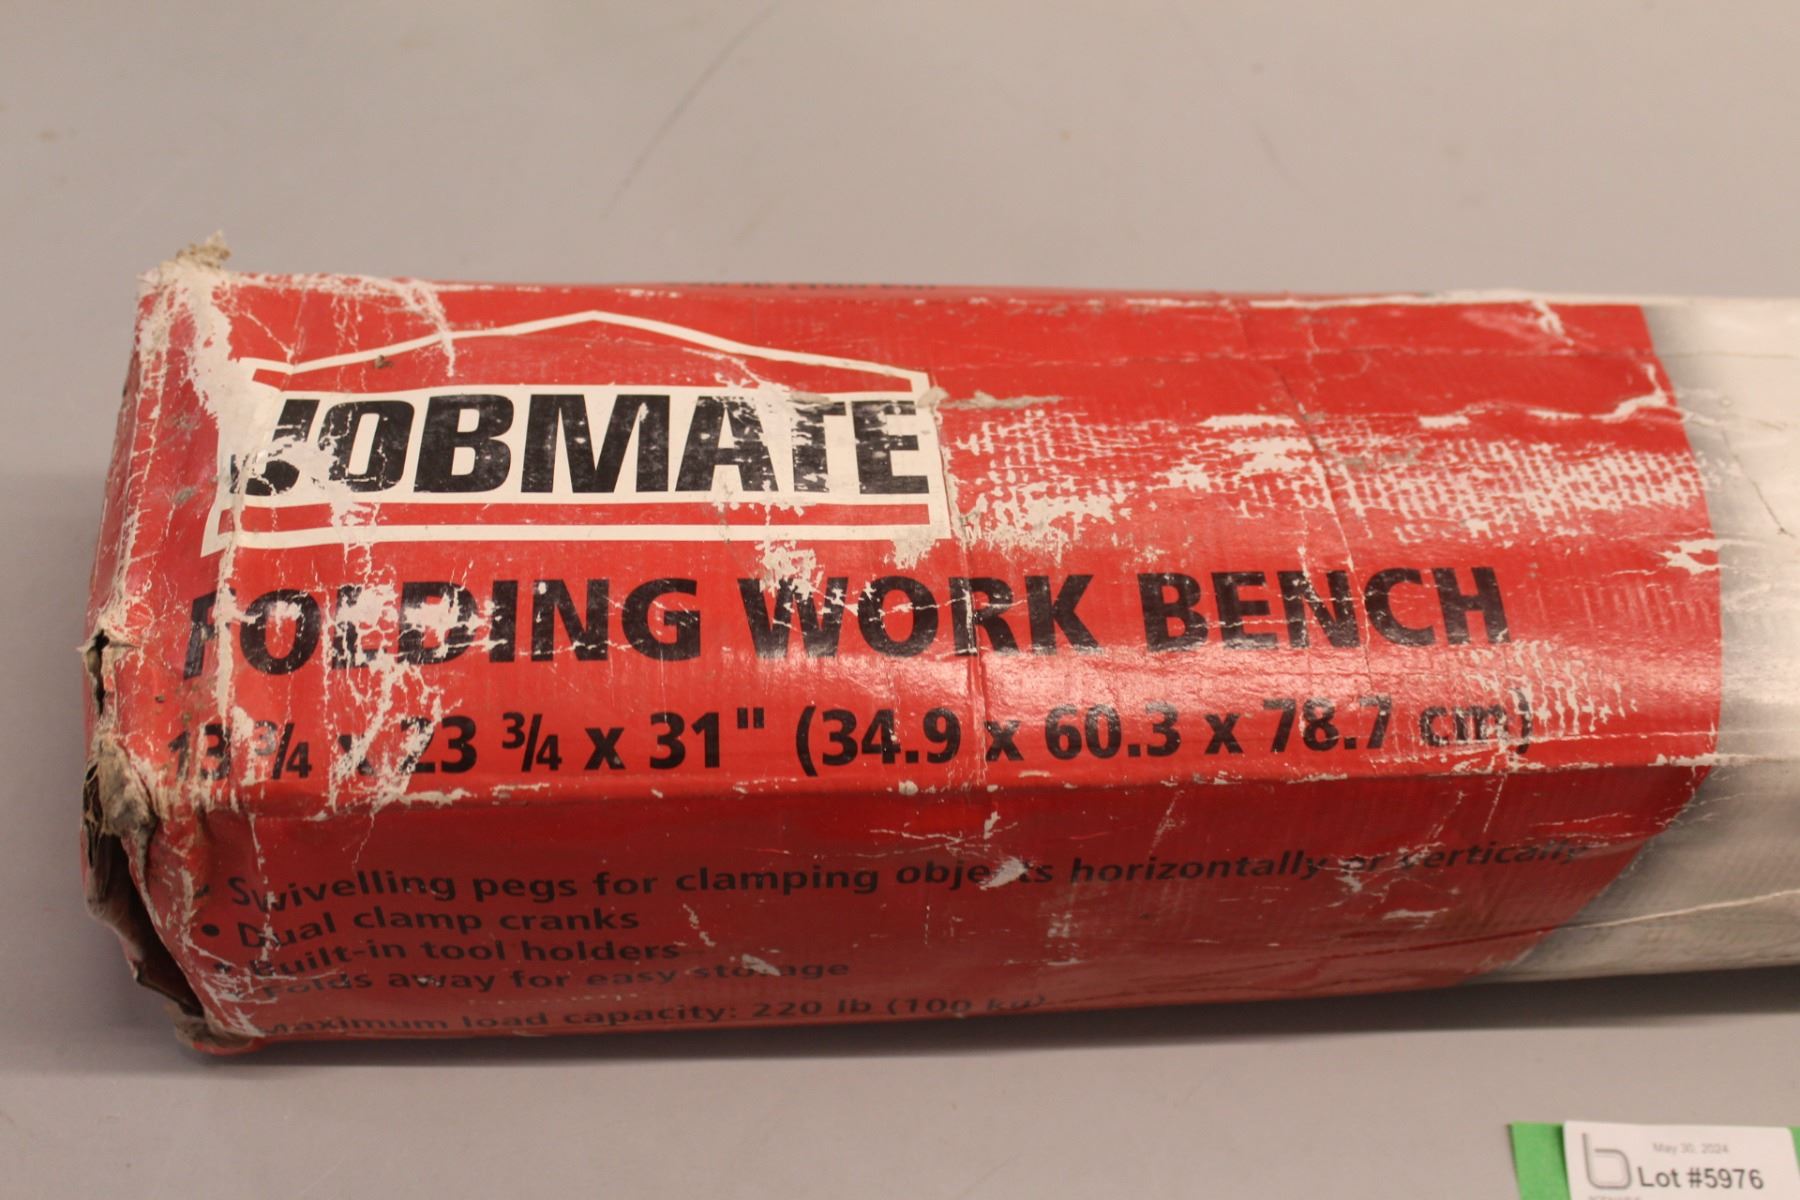 JOBMATE
FOLDING WORK BENCH
13 3/4 x 23 3/4 x 31" (34.9 x 60.3 x 78.7 cm)
• Swivelling pegs for clamping objects horizontally or vertically
• Dual clamp cranks
• Built-in tool holders
• Folds away for easy storage
Maximum load capacity: 220 lb (100 kg)
May 30, 2024
Lot #5976